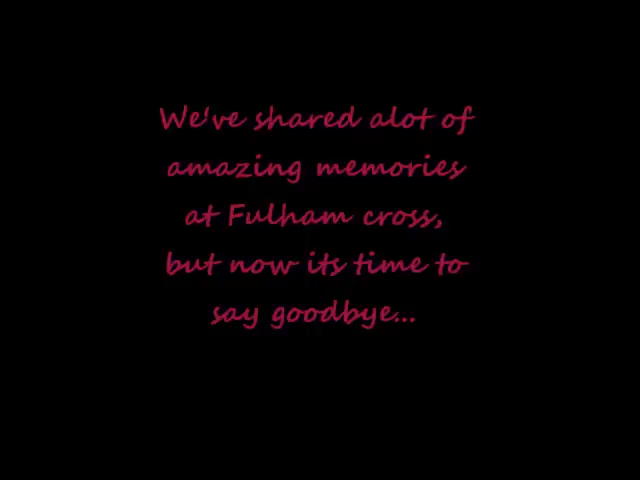 We've shared alot of
amazing memories
at Fulham cross,
but now its time to
say goodbye...